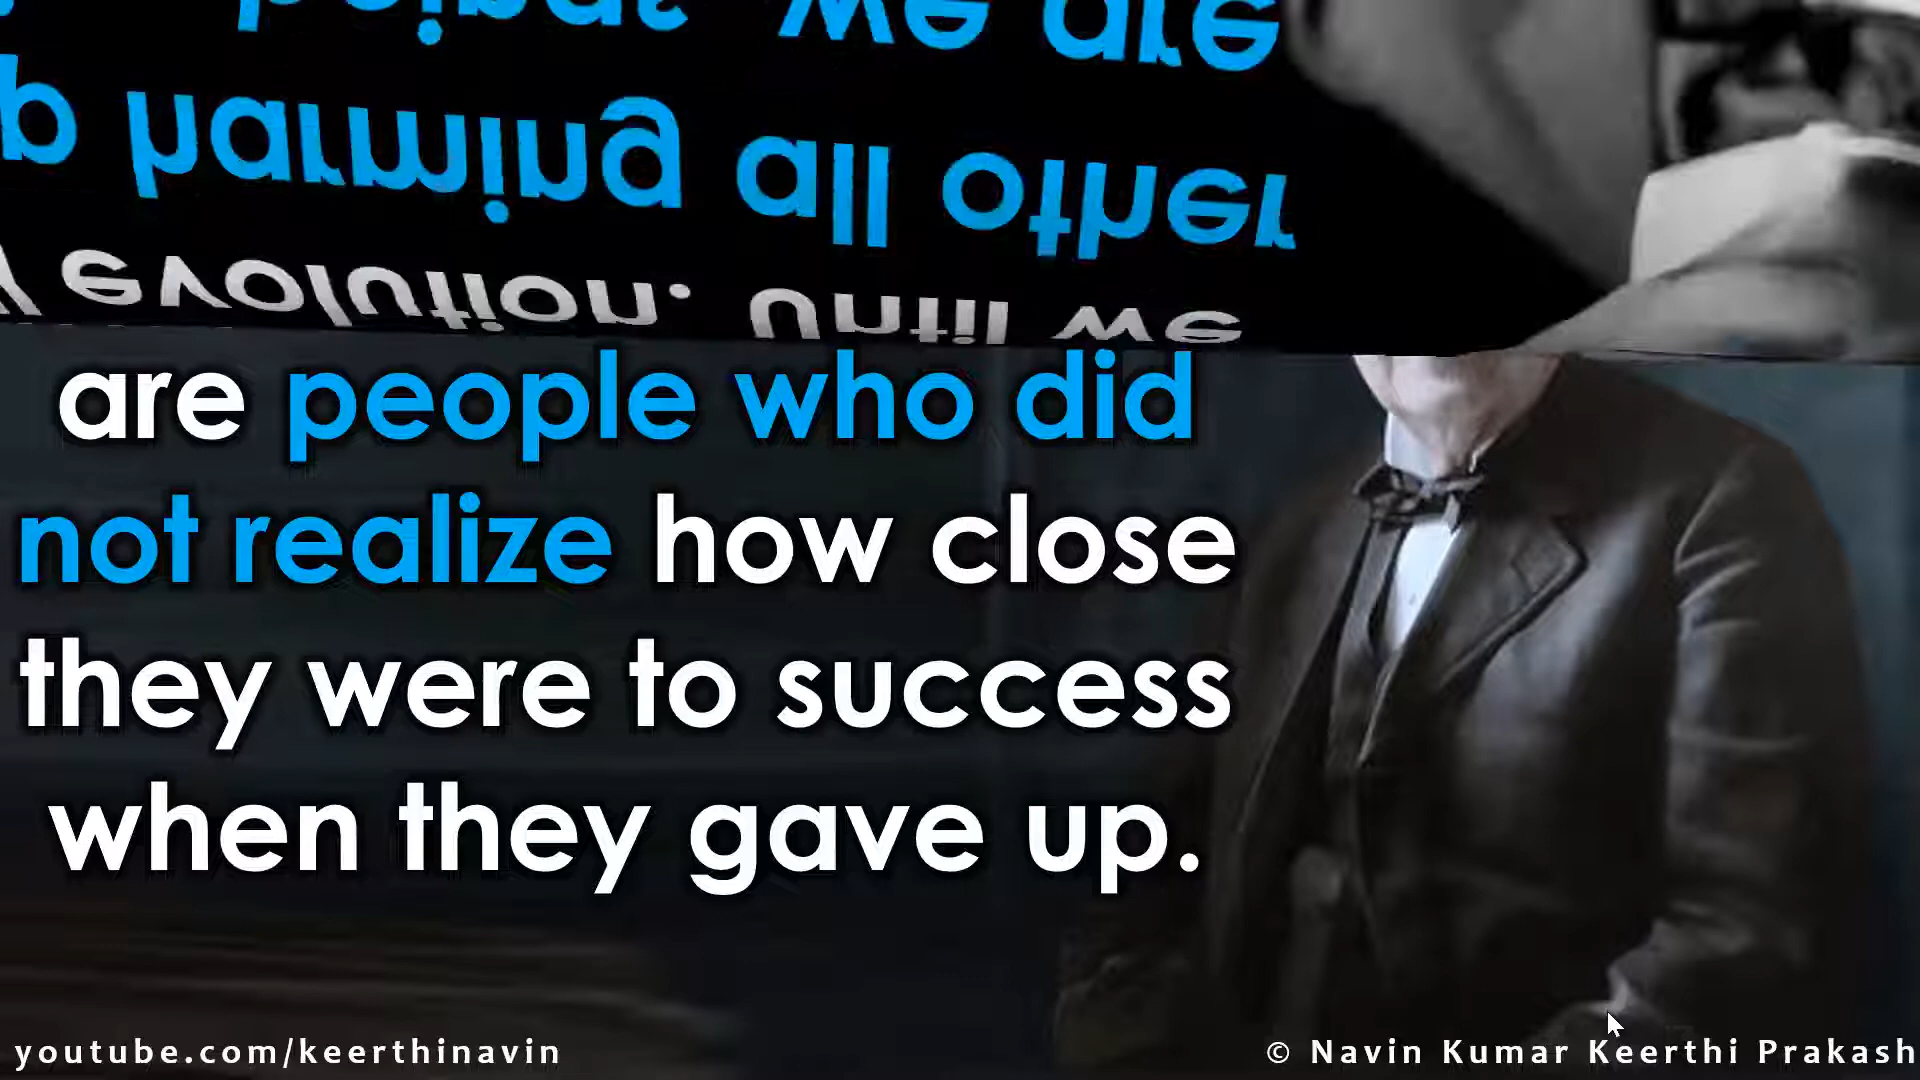 evolution. Until we
harming all other
beings, we are
are people who did
not realize how close
they were to success
when they gave up.
youtube.com/keerthinavin
© Navin Kumar Keerthi Prakash